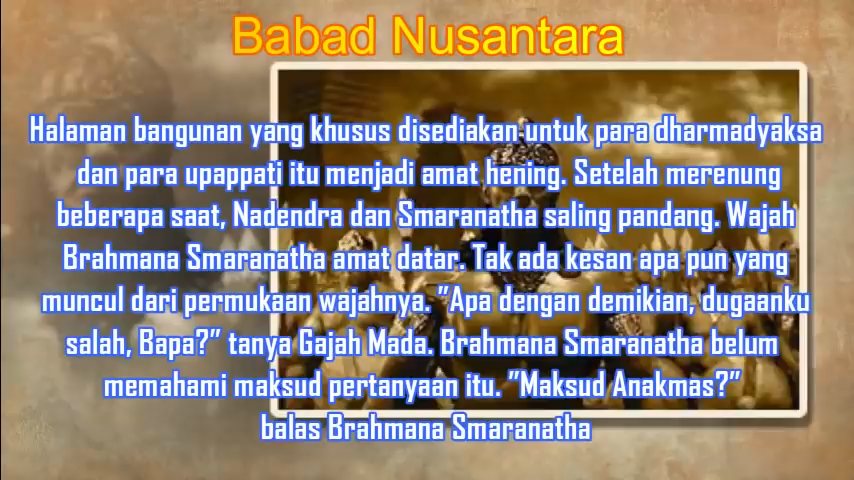 Babad Nusantara
Halaman bangunan yang khusus disediakan untuk para dharmadyaksa
dan para upappati itu menjadi amat hening. Setelah merenung
beberapa saat, Nadendra dan Smaranatha saling pandang. Wajah
Brahmana Smaranatha amat datar. Tak ada kesan apa pun yang
muncul dari permukaan wajahnya. ”Apa dengan demikian, dugaanku
salah, Bapa?” tanya Gajah Mada. Brahmana Smaranatha belum
memahami maksud pertanyaan itu. ”Maksud Anakmas?”
balas Brahmana Smaranatha